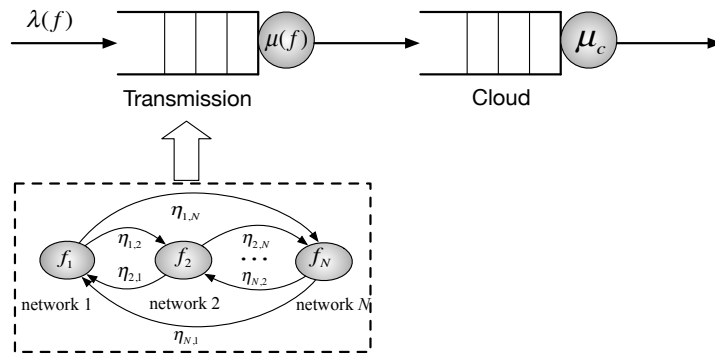 λ(f)
μ(f)
μ_c
Transmission
Cloud
η_{1,N}
f_1
η_{1,2}
f_2
η_{2,N}
f_N
η_{2,1}
...
η_{N,2}
network 1
network 2
network N
η_{N,1}